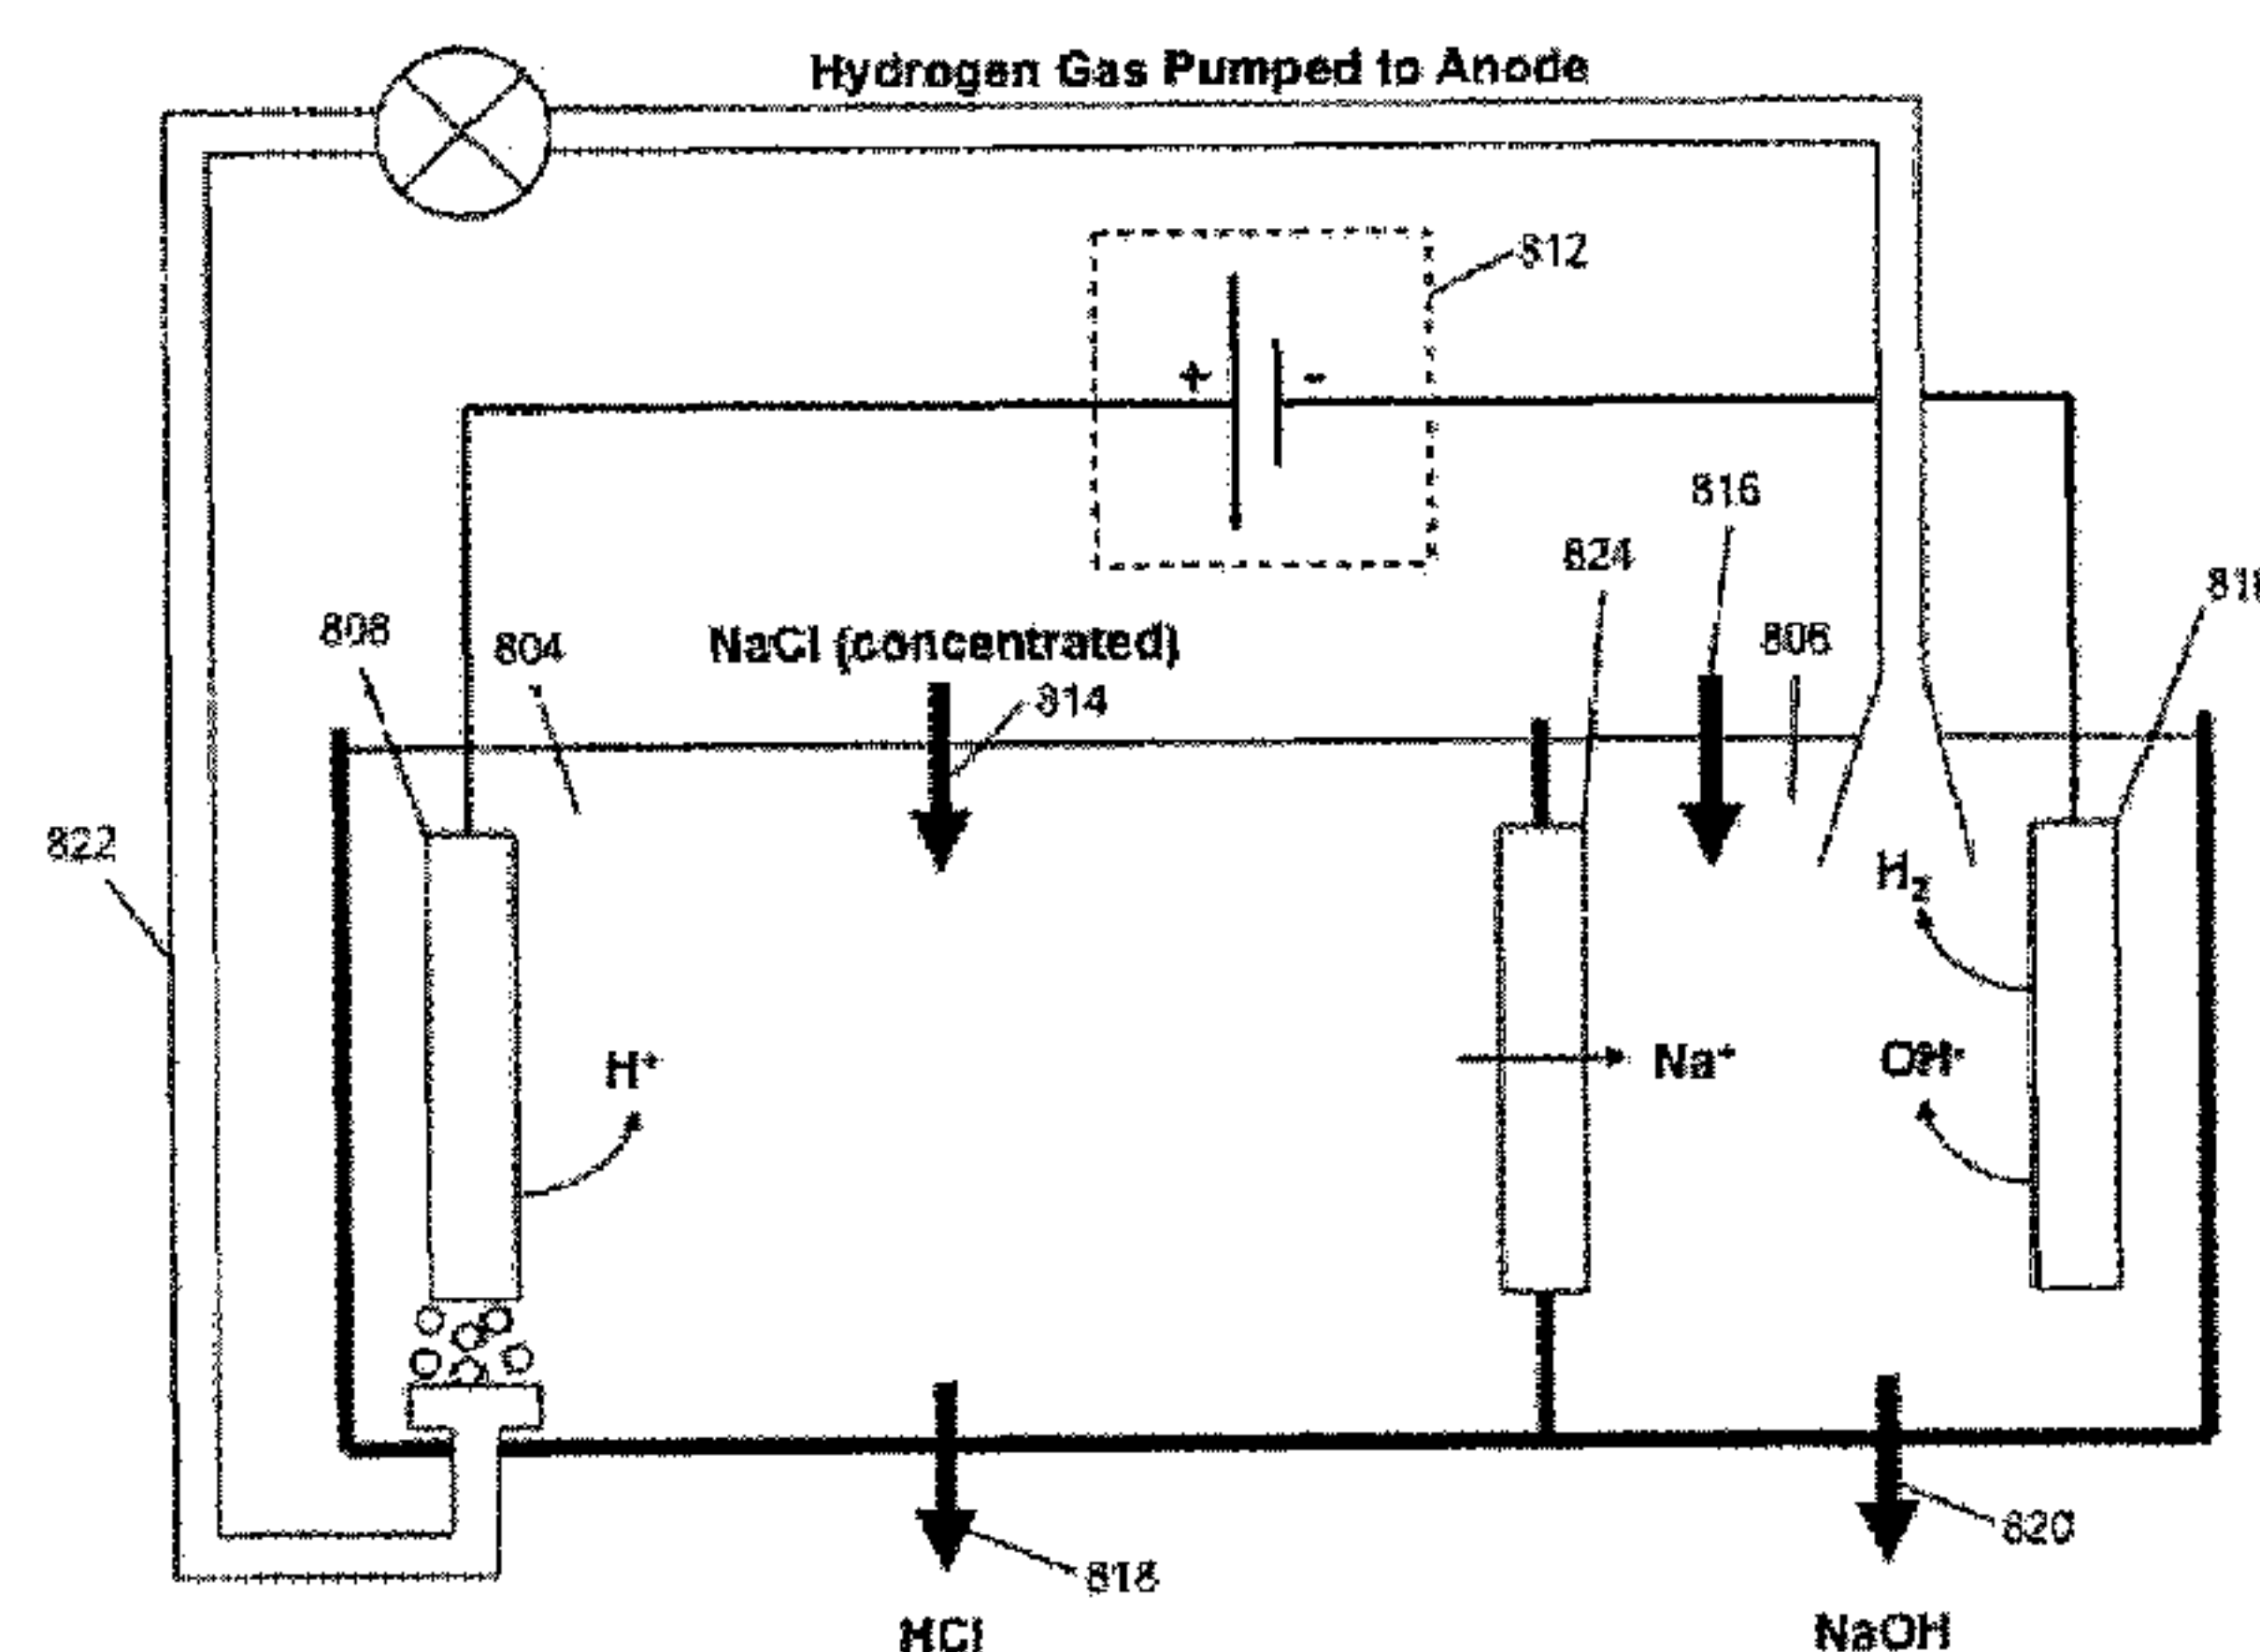 Hydrogen Gas Pumped to Anode
812
+ -
816
824
808
804
NaCl (concentrated)
806
814
822
H₂
H⁺
Na⁺
OH⁻
820
818
HCl
NaOH